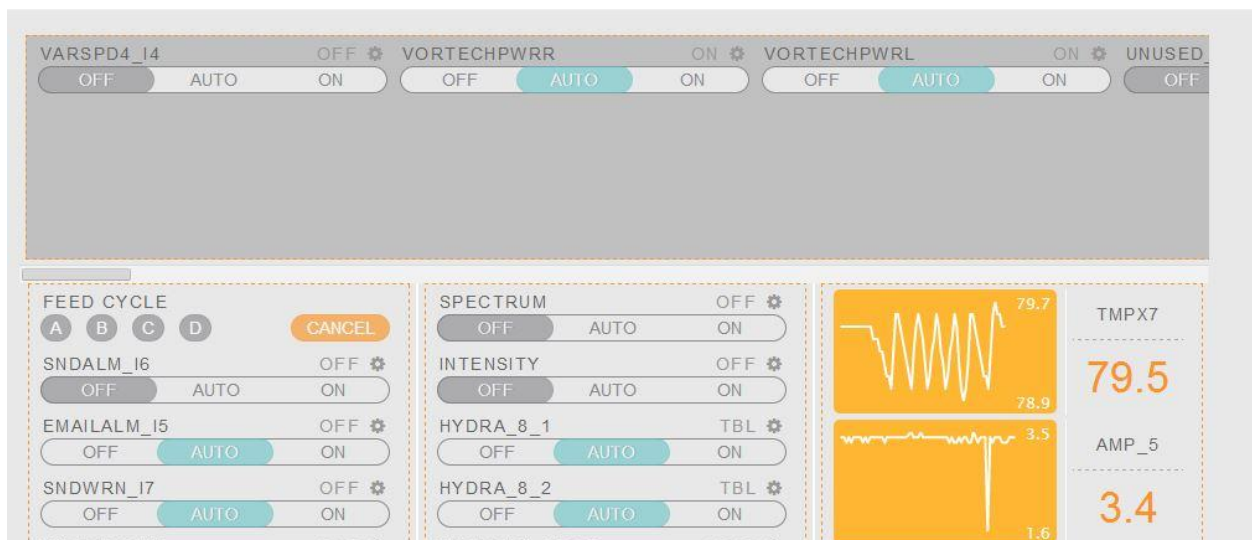 VARSPD4_I4 OFF VORTECHPWRR ON VORTECHPWRL ON UNUSED_
OFF AUTO ON OFF AUTO ON OFF AUTO ON OFF
FEED CYCLE
A B C D CANCEL
SNDALM_I6 OFF
OFF AUTO ON
EMAILALM_I5 OFF
OFF AUTO ON
SNDWRN_I7 OFF
OFF AUTO ON
SPECTRUM OFF
OFF AUTO ON
INTENSITY OFF
OFF AUTO ON
HYDRA_8_1 TBL
OFF AUTO ON
HYDRA_8_2 TBL
OFF AUTO ON
79.7
78.9
TMPX7
79.5
3.5
1.6
AMP_5
3.4